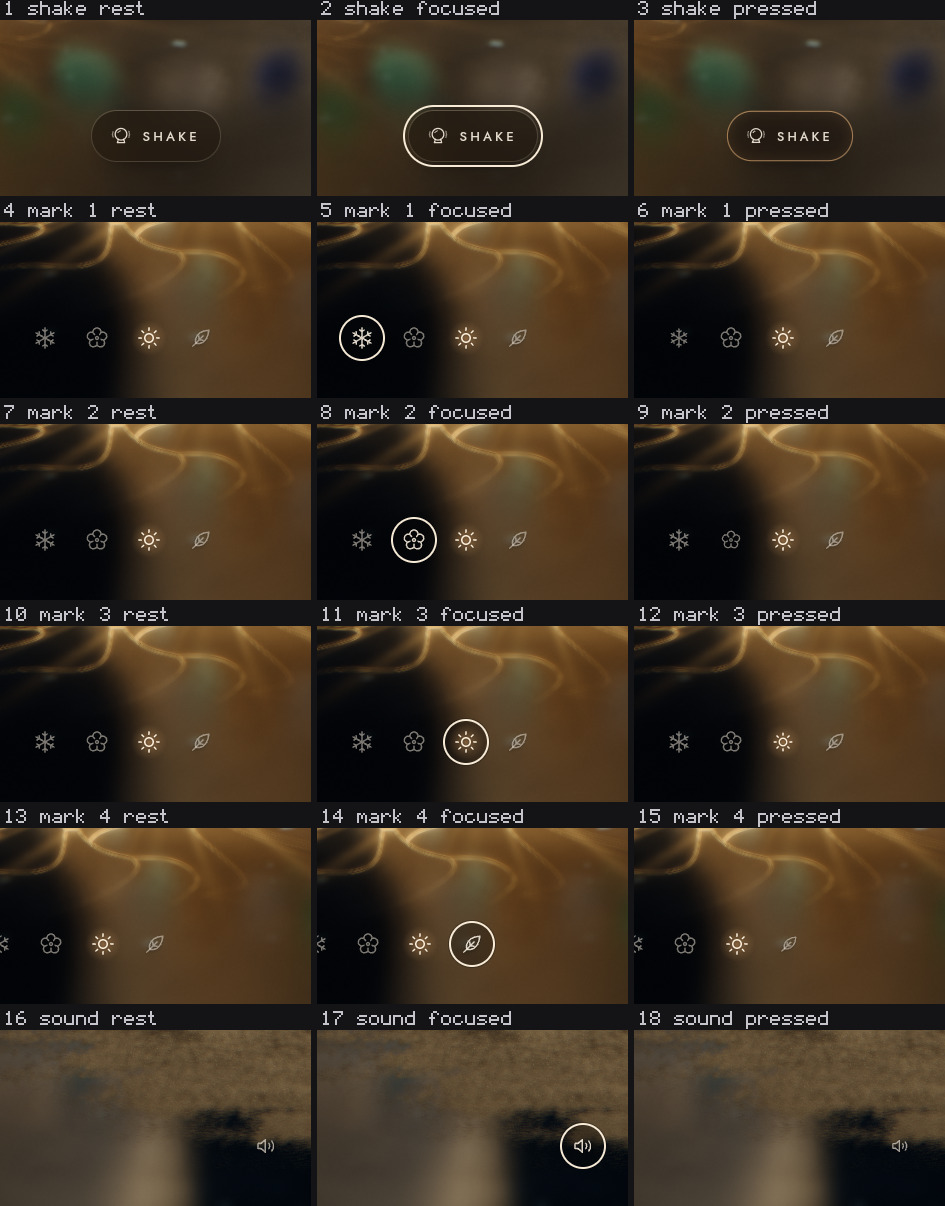 1 shake rest
2 shake focused
3 shake pressed
SHAKE
SHAKE
SHAKE
4 mark 1 rest
5 mark 1 focused
6 mark 1 pressed
7 mark 2 rest
8 mark 2 focused
9 mark 2 pressed
10 mark 3 rest
11 mark 3 focused
12 mark 3 pressed
13 mark 4 rest
14 mark 4 focused
15 mark 4 pressed
16 sound rest
17 sound focused
18 sound pressed